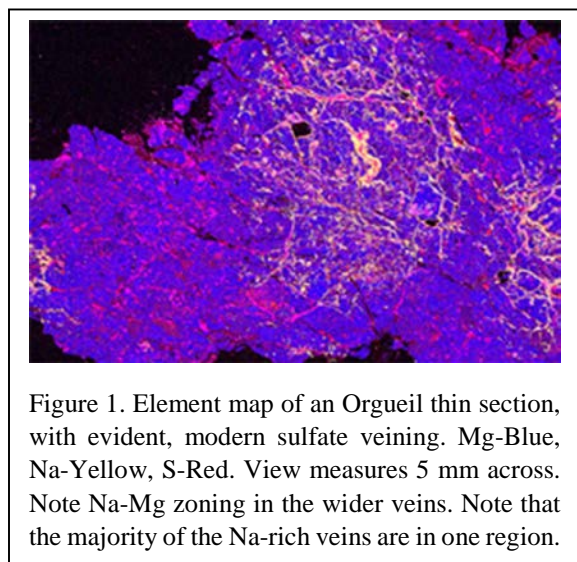 Figure 1. Element map of an Orgueil thin section,
with evident, modern sulfate veining. Mg-Blue,
Na-Yellow, S-Red. View measures 5 mm across.
Note Na-Mg zoning in the wider veins. Note that
the majority of the Na-rich veins are in one region.